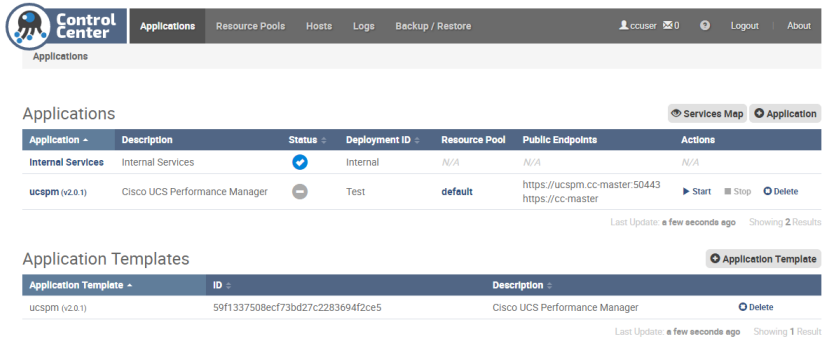 Control Center
Applications Resource Pools Hosts Logs Backup / Restore ccuser 0 ? Logout About
Applications
Applications
Services Map Application
Application Description Status Deployment ID Resource Pool Public Endpoints Actions
Internal Services Internal Services Internal N/A N/A N/A
ucspm (v2.0.1) Cisco UCS Performance Manager Test default https://ucspm.cc-master:50443 Start Stop Delete
https://cc-master
Last Update: a few seconds ago Showing 2 Results
Application Templates
Application Template
Application Template ID Description
ucspm (v2.0.1) 59f1337508ecf73bd27c2283694f2ce5 Cisco UCS Performance Manager Delete
Last Update: a few seconds ago Showing 1 Result